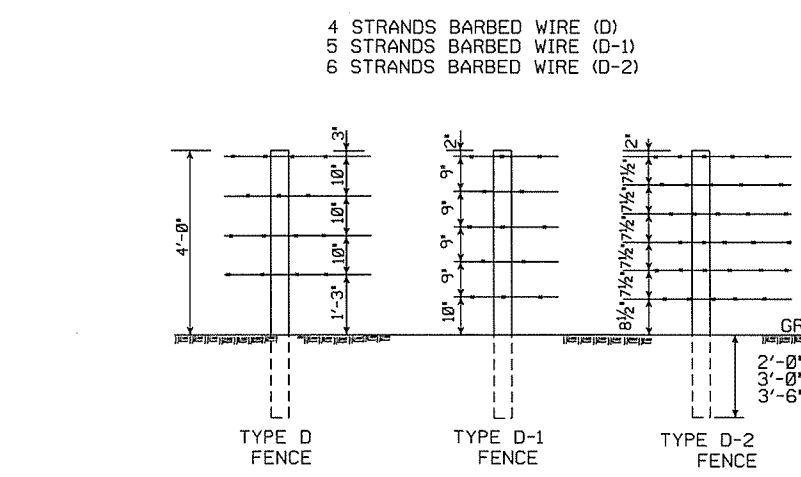 4 STRANDS BARBED WIRE (D)
5 STRANDS BARBED WIRE (D-1)
6 STRANDS BARBED WIRE (D-2)
3"
10"
10"
10"
1'-3"
4'-0"
2"
9"
9"
9"
9"
10"
2"
7½"
7½"
7½"
7½"
7½"
8½"
GR
2'-0"
3'-0"
3'-6"
TYPE D
FENCE
TYPE D-1
FENCE
TYPE D-2
FENCE